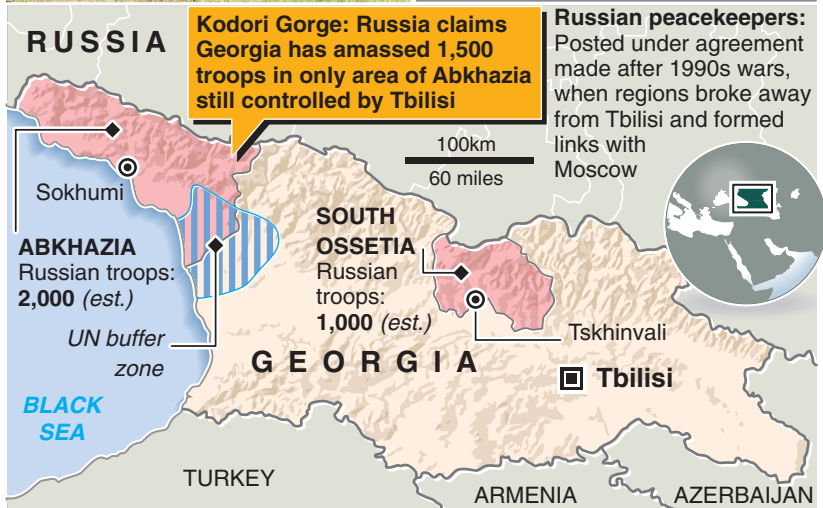 RUSSIA
Kodori Gorge: Russia claims
Georgia has amassed 1,500
troops in only area of Abkhazia
still controlled by Tbilisi
Russian peacekeepers:
Posted under agreement
made after 1990s wars,
when regions broke away
from Tbilisi and formed
links with
Moscow
100km
60 miles
Sokhumi
ABKHAZIA
Russian troops:
2,000 (est.)
UN buffer
zone
SOUTH
OSSETIA
Russian
troops:
1,000 (est.)
Tskhinvali
GEORGIA
Tbilisi
BLACK
SEA
TURKEY
ARMENIA
AZERBAIJAN